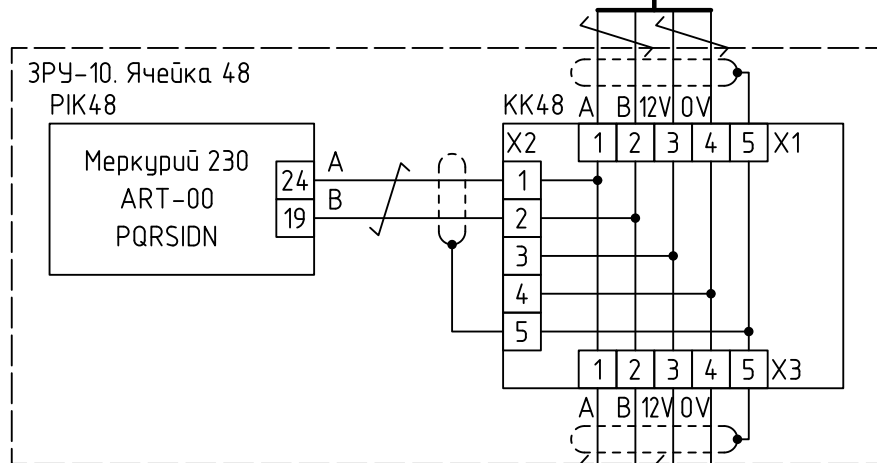 ЗРУ-10. Ячейка 48
PIK48
KK48
A B 12V 0V
X2
1 2 3 4 5
X1
Меркурий 230
ART-00
PQRSIDN
24
A
19
B
1
2
3
4
5
1 2 3 4 5
X3
A B 12V 0V